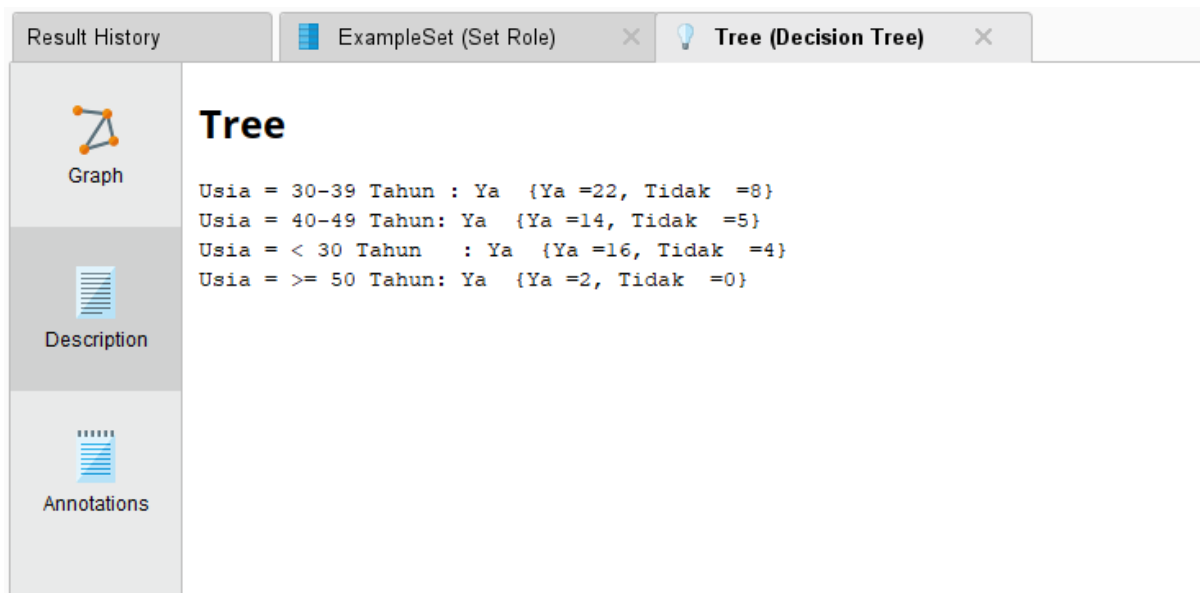 Result History
ExampleSet (Set Role)
Tree (Decision Tree)
Graph
Description
Annotations
Tree
Usia = 30-39 Tahun : Ya  {Ya =22, Tidak  =8}
Usia = 40-49 Tahun: Ya  {Ya =14, Tidak  =5}
Usia = < 30 Tahun   : Ya  {Ya =16, Tidak  =4}
Usia = >= 50 Tahun: Ya  {Ya =2, Tidak  =0}